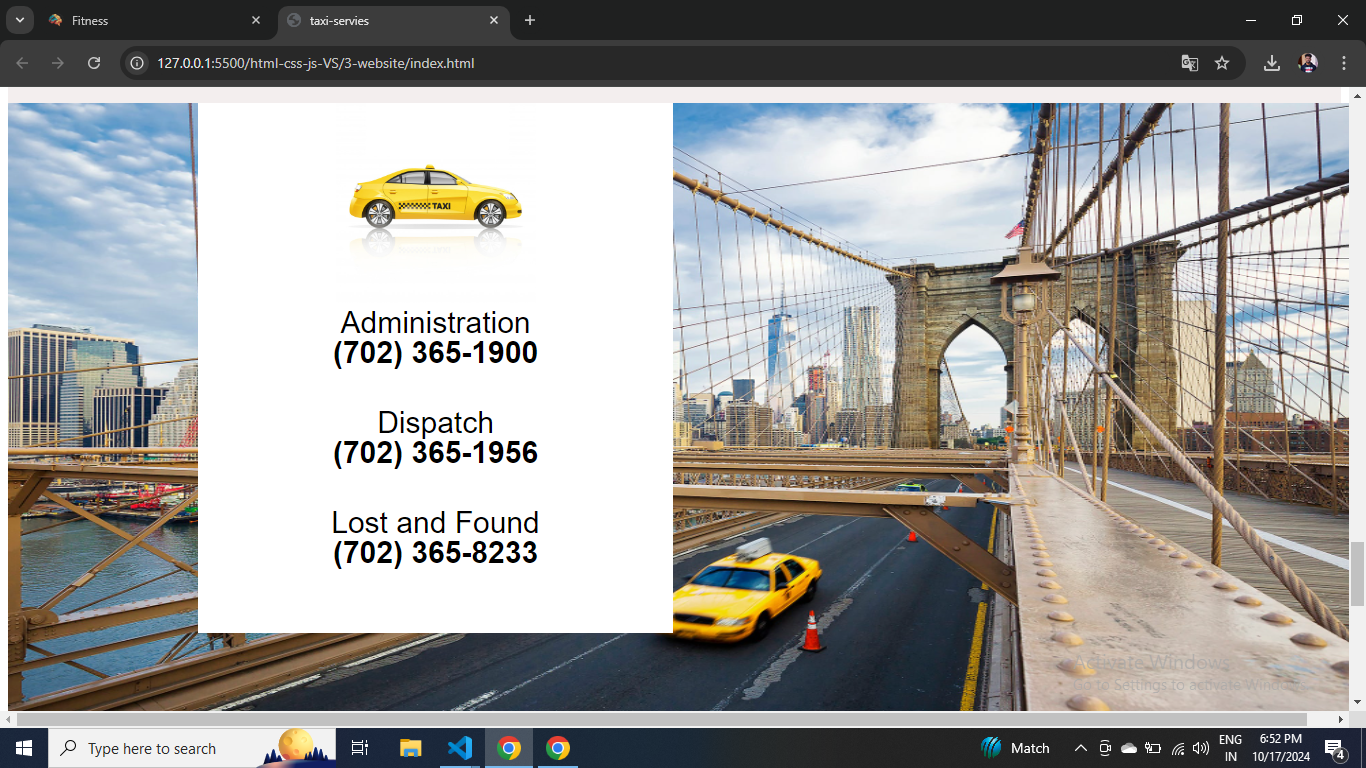 Fitness
taxi-servies
127.0.0.1:5500/html-css-js-VS/3-website/index.html
TAXI
Administration
(702) 365-1900
Dispatch
(702) 365-1956
Lost and Found
(702) 365-8233
Activate Windows
Go to Settings to activate Windows.
Type here to search
Match
ENG
IN
6:52 PM
10/17/2024
4